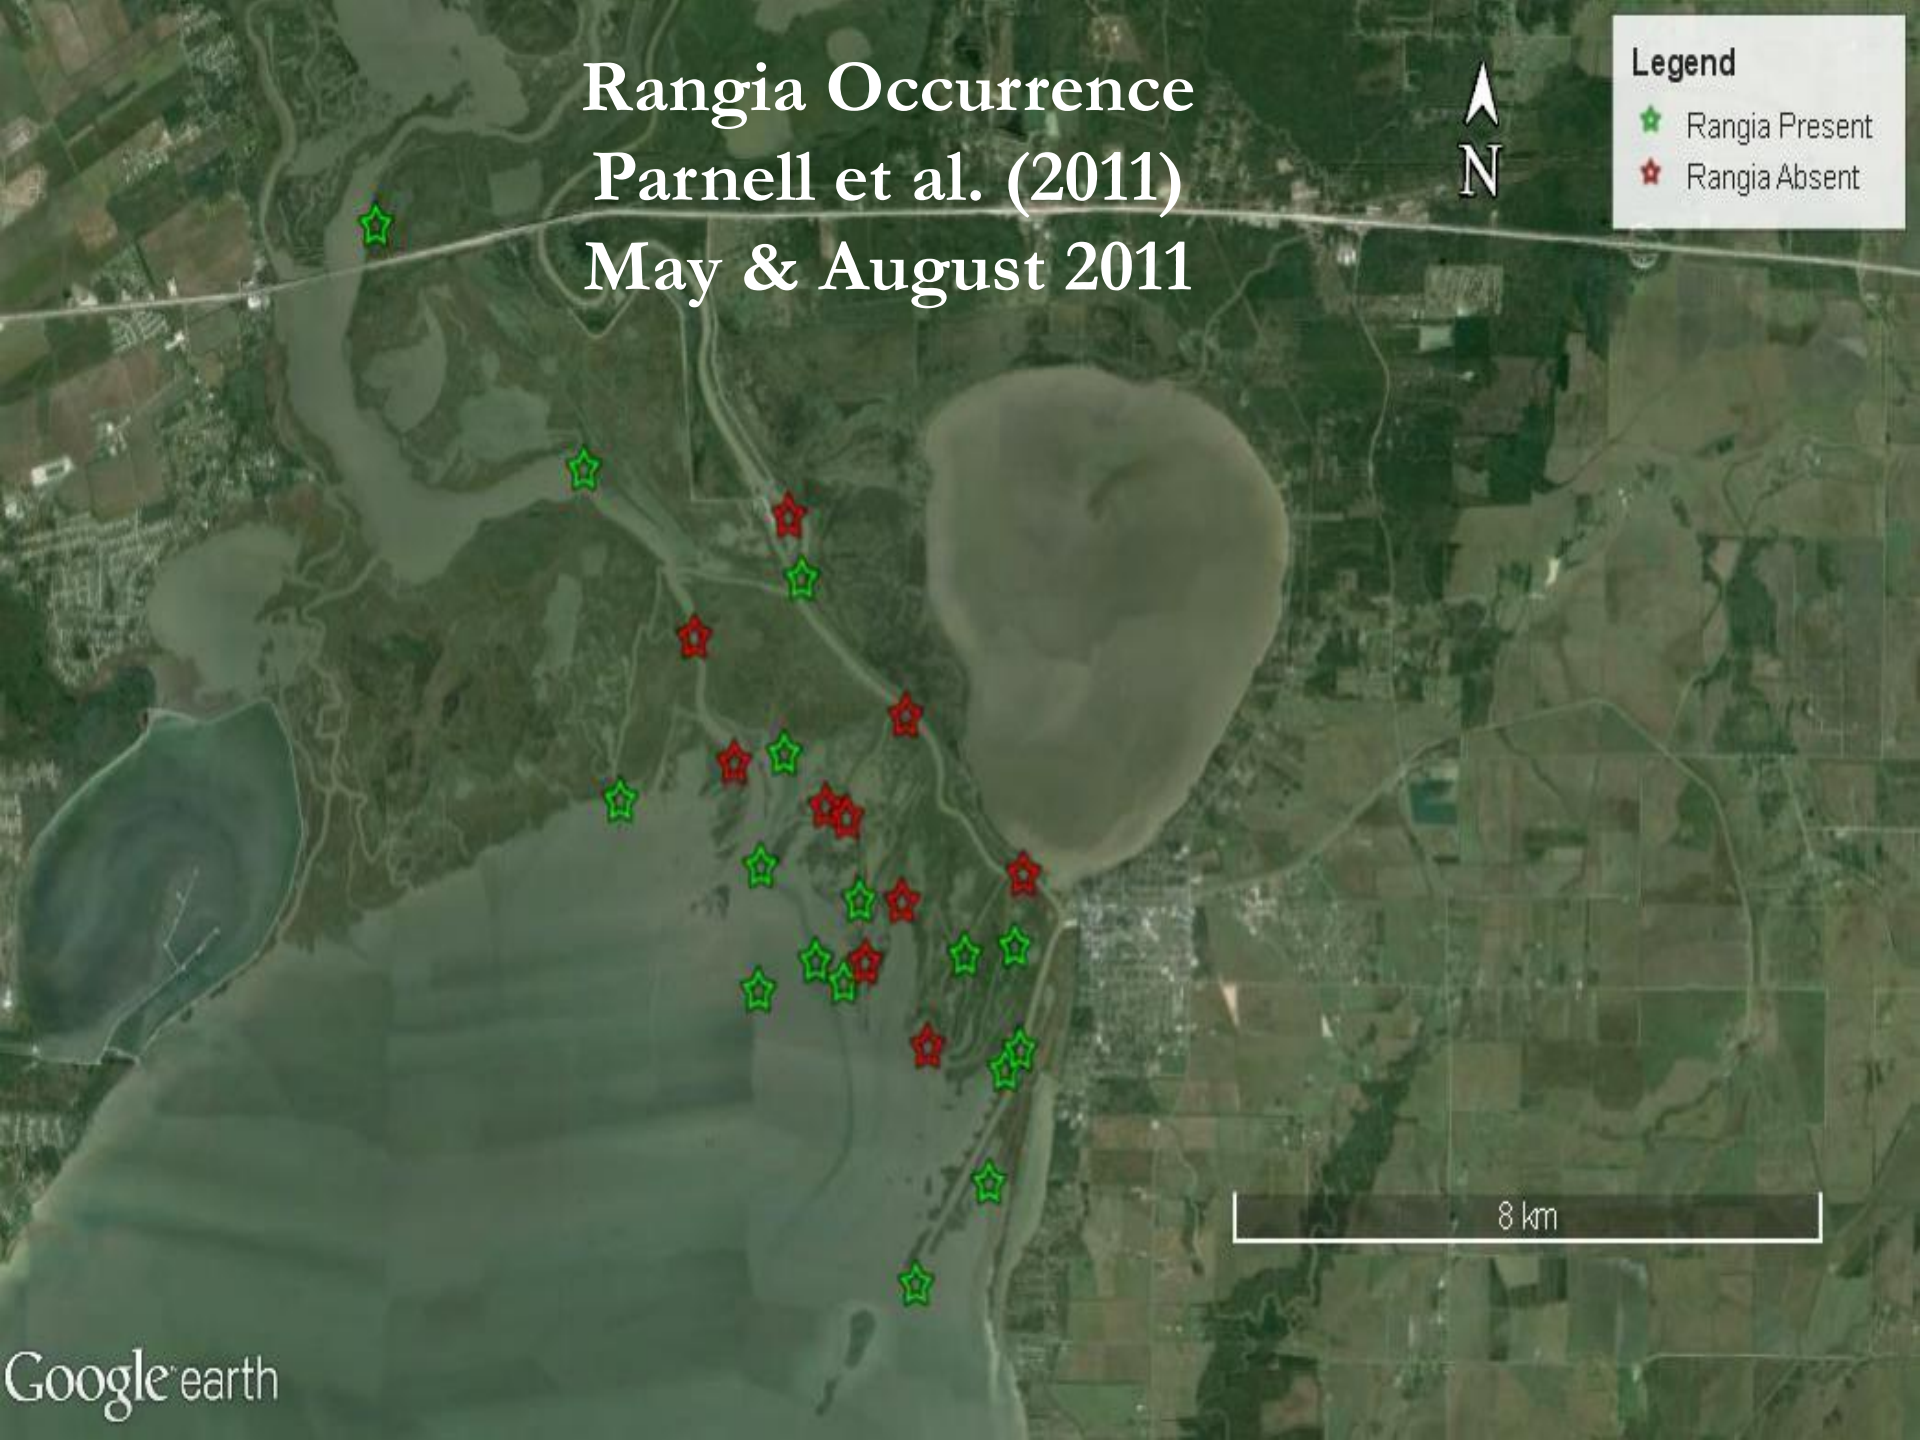 Rangia Occurrence
Parnell et al. (2011)
May & August 2011
N
Legend
Rangia Present
Rangia Absent
8 km
Google earth